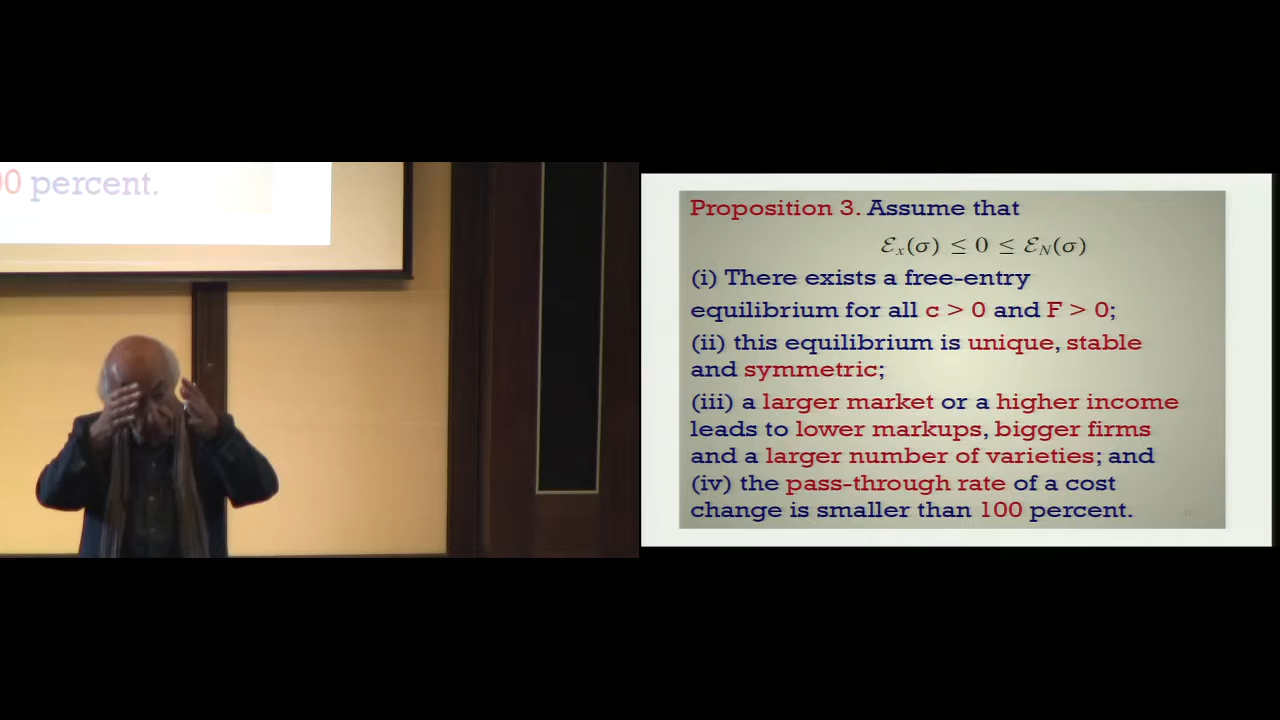 00 percent.
Proposition 3. Assume that
ℰx(σ) ≤ 0 ≤ ℰN(σ)
(i) There exists a free-entry
equilibrium for all c > 0 and F > 0;
(ii) this equilibrium is unique, stable
and symmetric;
(iii) a larger market or a higher income
leads to lower markups, bigger firms
and a larger number of varieties; and
(iv) the pass-through rate of a cost
change is smaller than 100 percent.